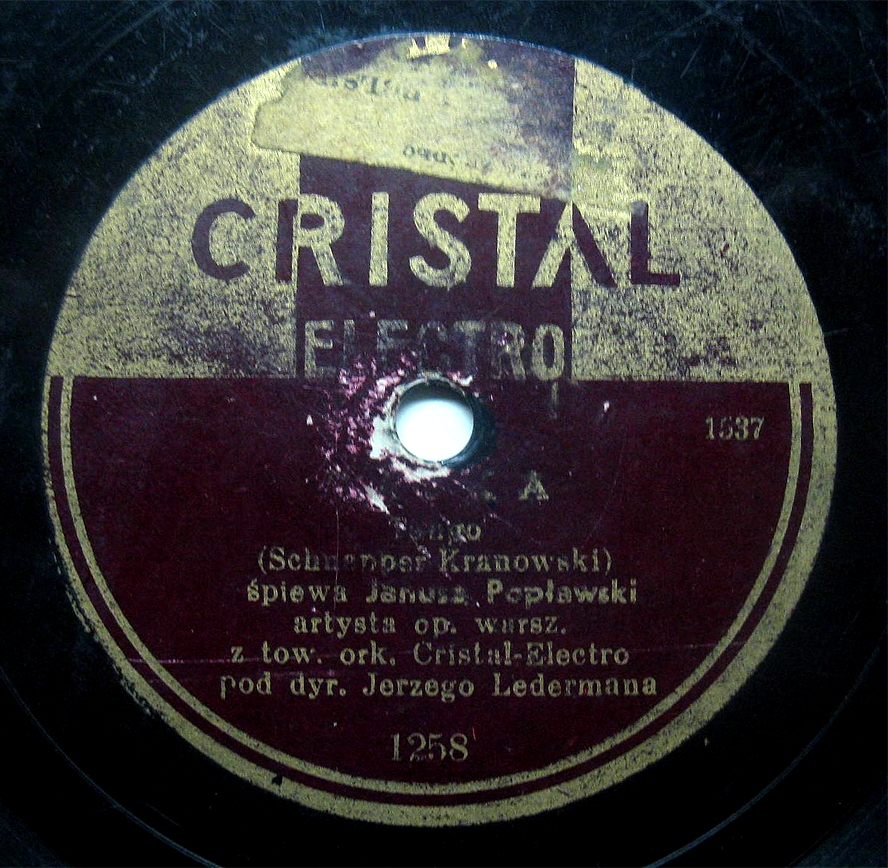 CRISTAL
ELECTRO
1537
A
Tango
(Schnapper Kranowski)
śpiewa Janusz Popławski
artysta op. warsz.
z tow. ork. Cristal-Electro
pod dyr. Jerzego Ledermana
1258